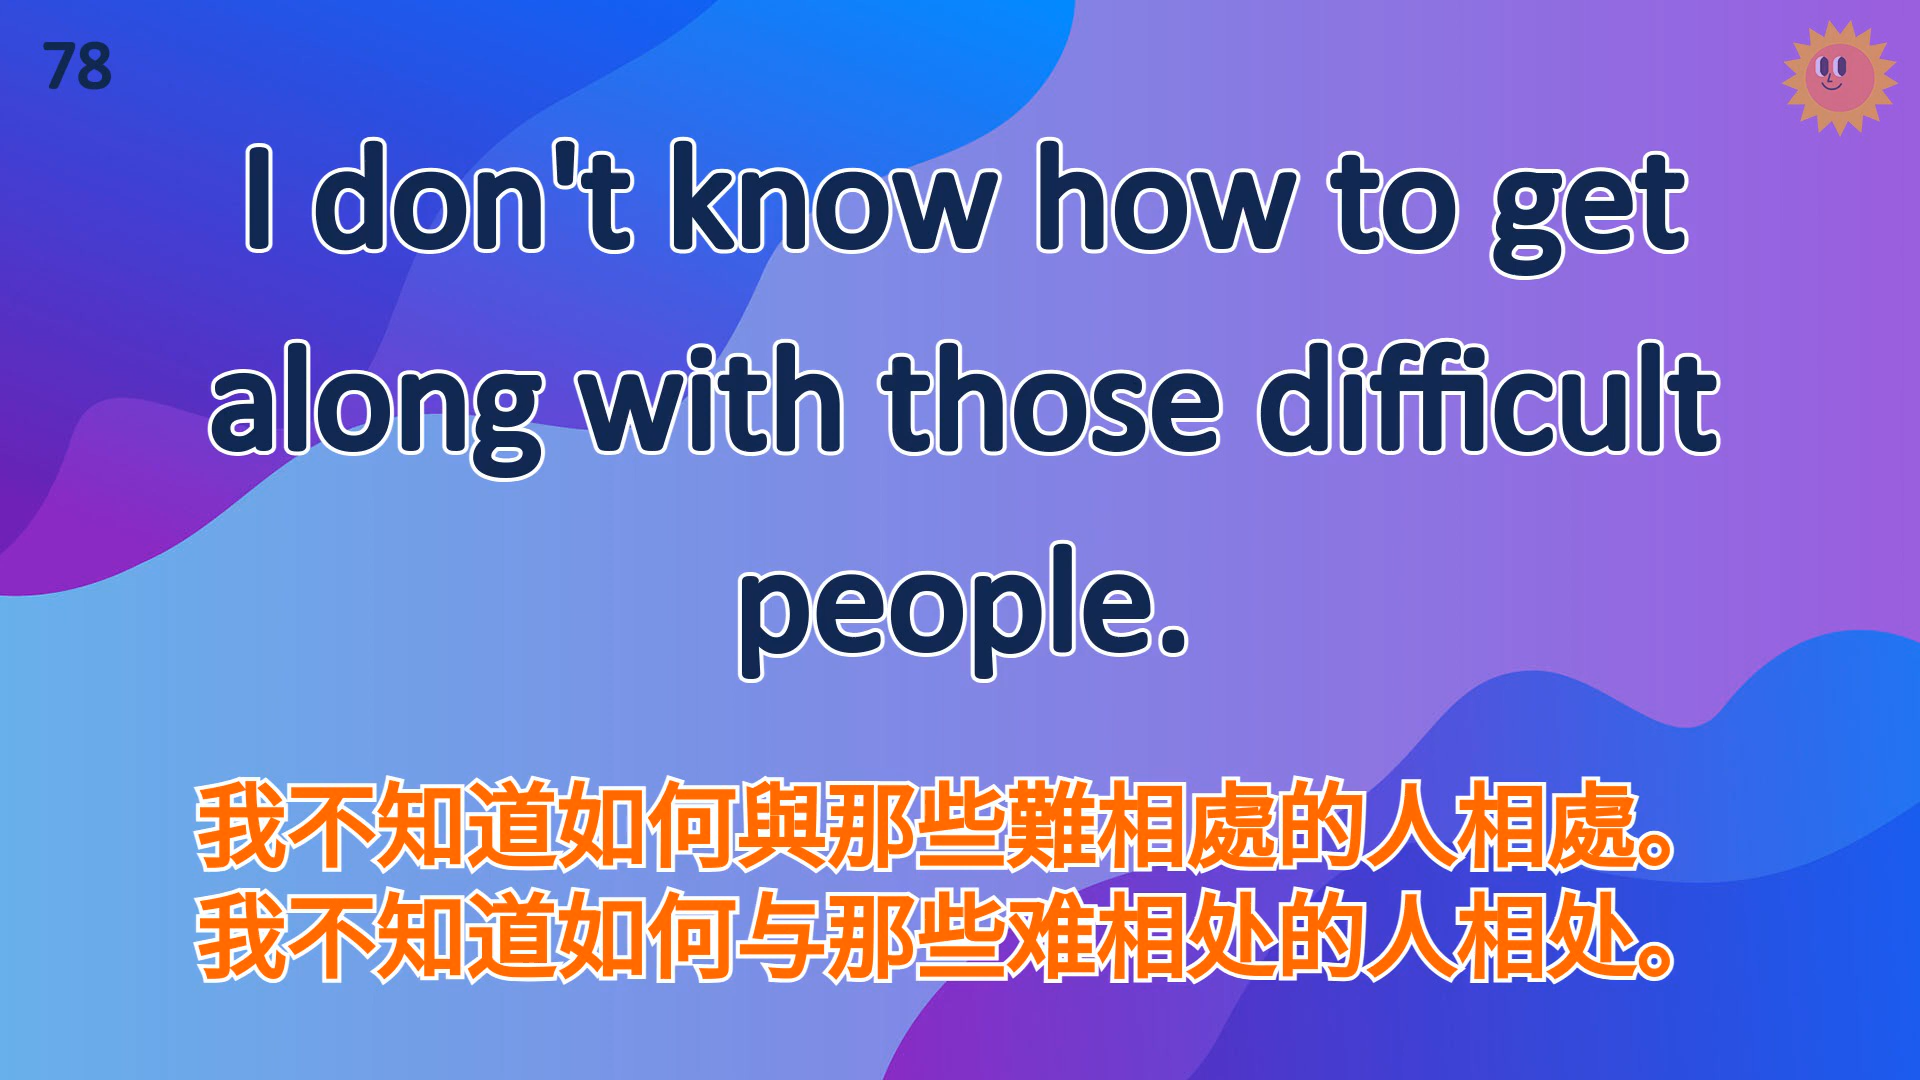 78
I don't know how to get
along with those difficult
people.
我不知道如何與那些難相處的人相處。
我不知道如何与那些难相处的人相处。